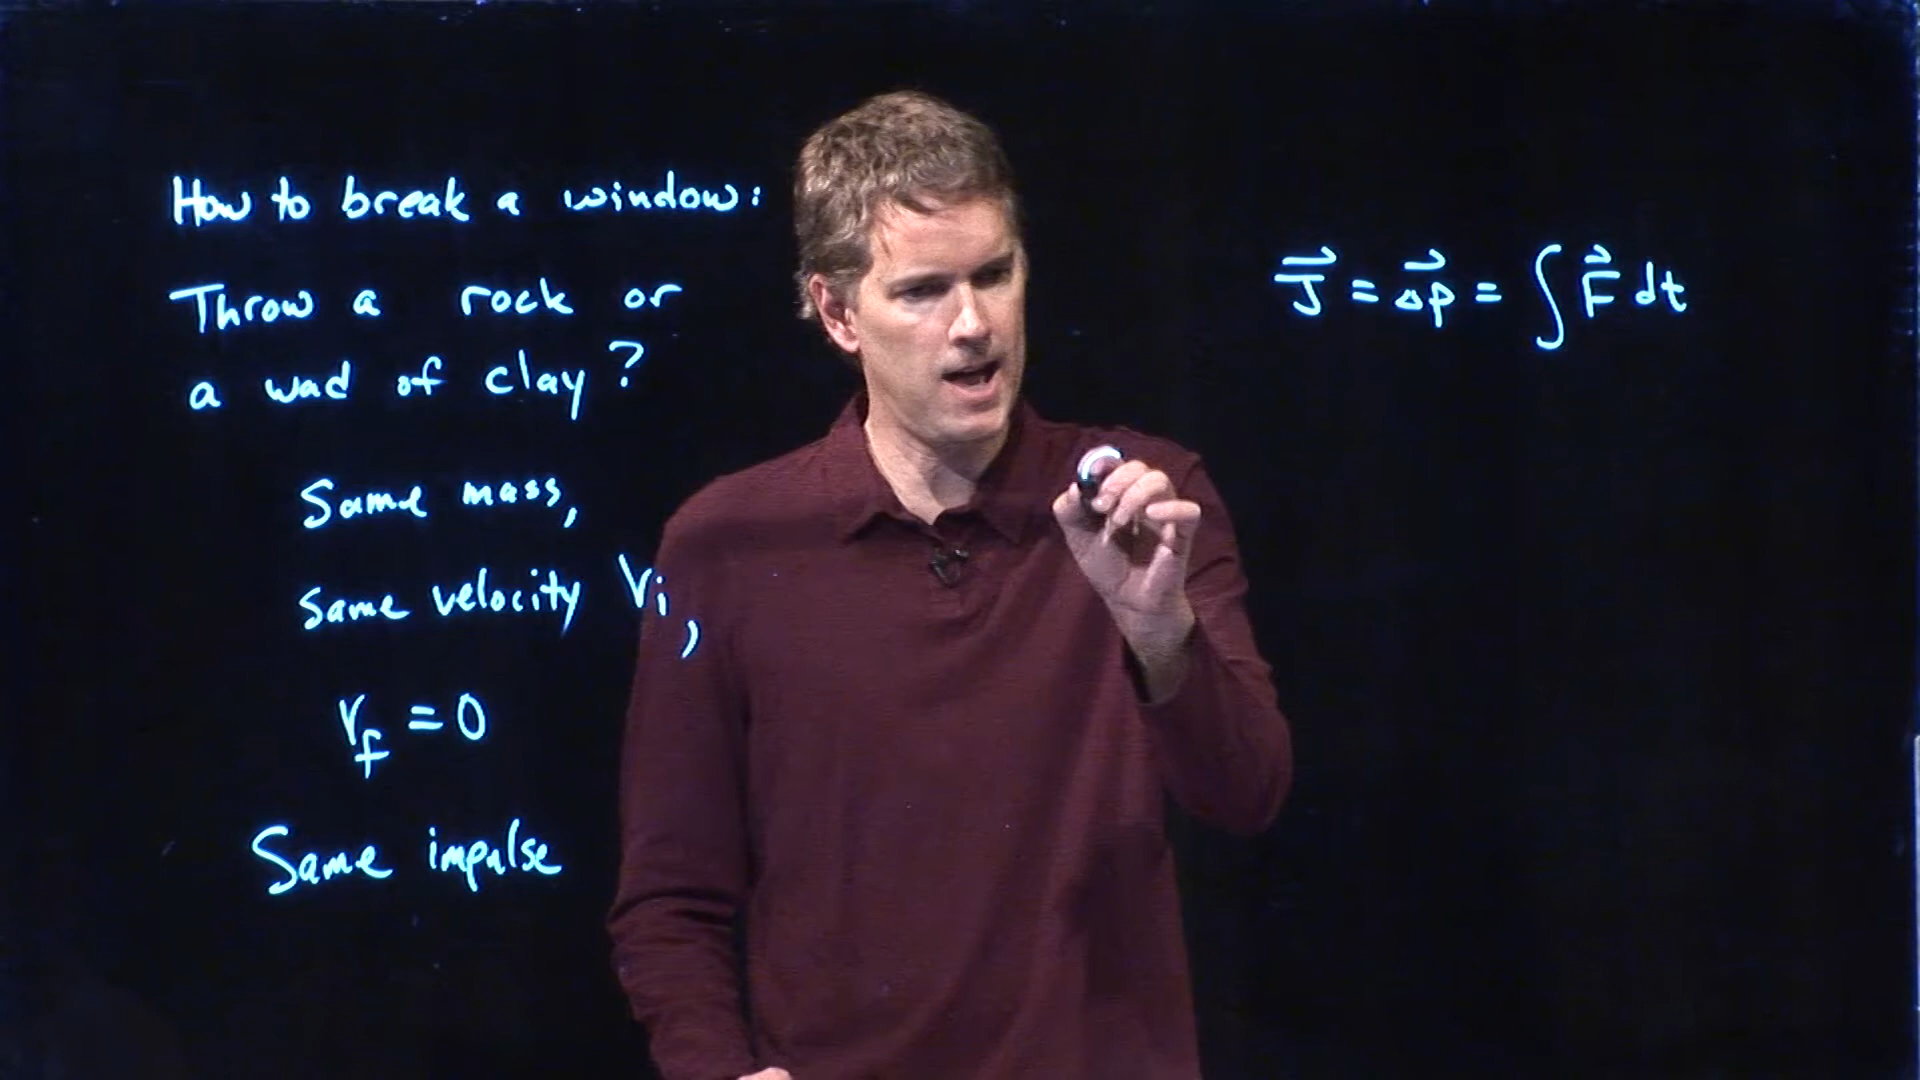 How to break a window:
Throw a rock or
a wad of clay?
Same mass,
same velocity Vi,
Vf = 0
Same impulse
J⃗ = Δp⃗ = ∫ F⃗ dt